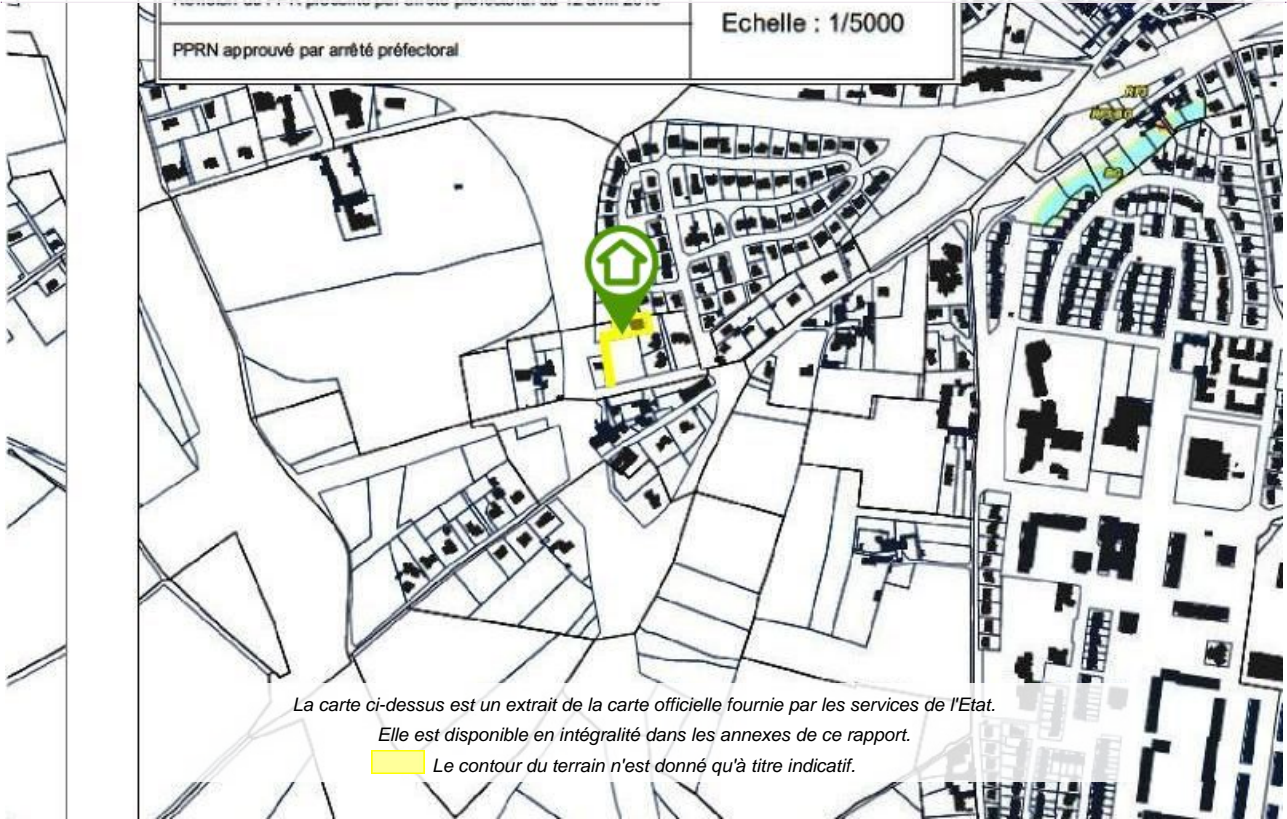 Echelle : 1/5000
PPRN approuvé par arrêté préfectoral
La carte ci-dessus est un extrait de la carte officielle fournie par les services de l'Etat.
Elle est disponible en intégralité dans les annexes de ce rapport.
Le contour du terrain n'est donné qu'à titre indicatif.